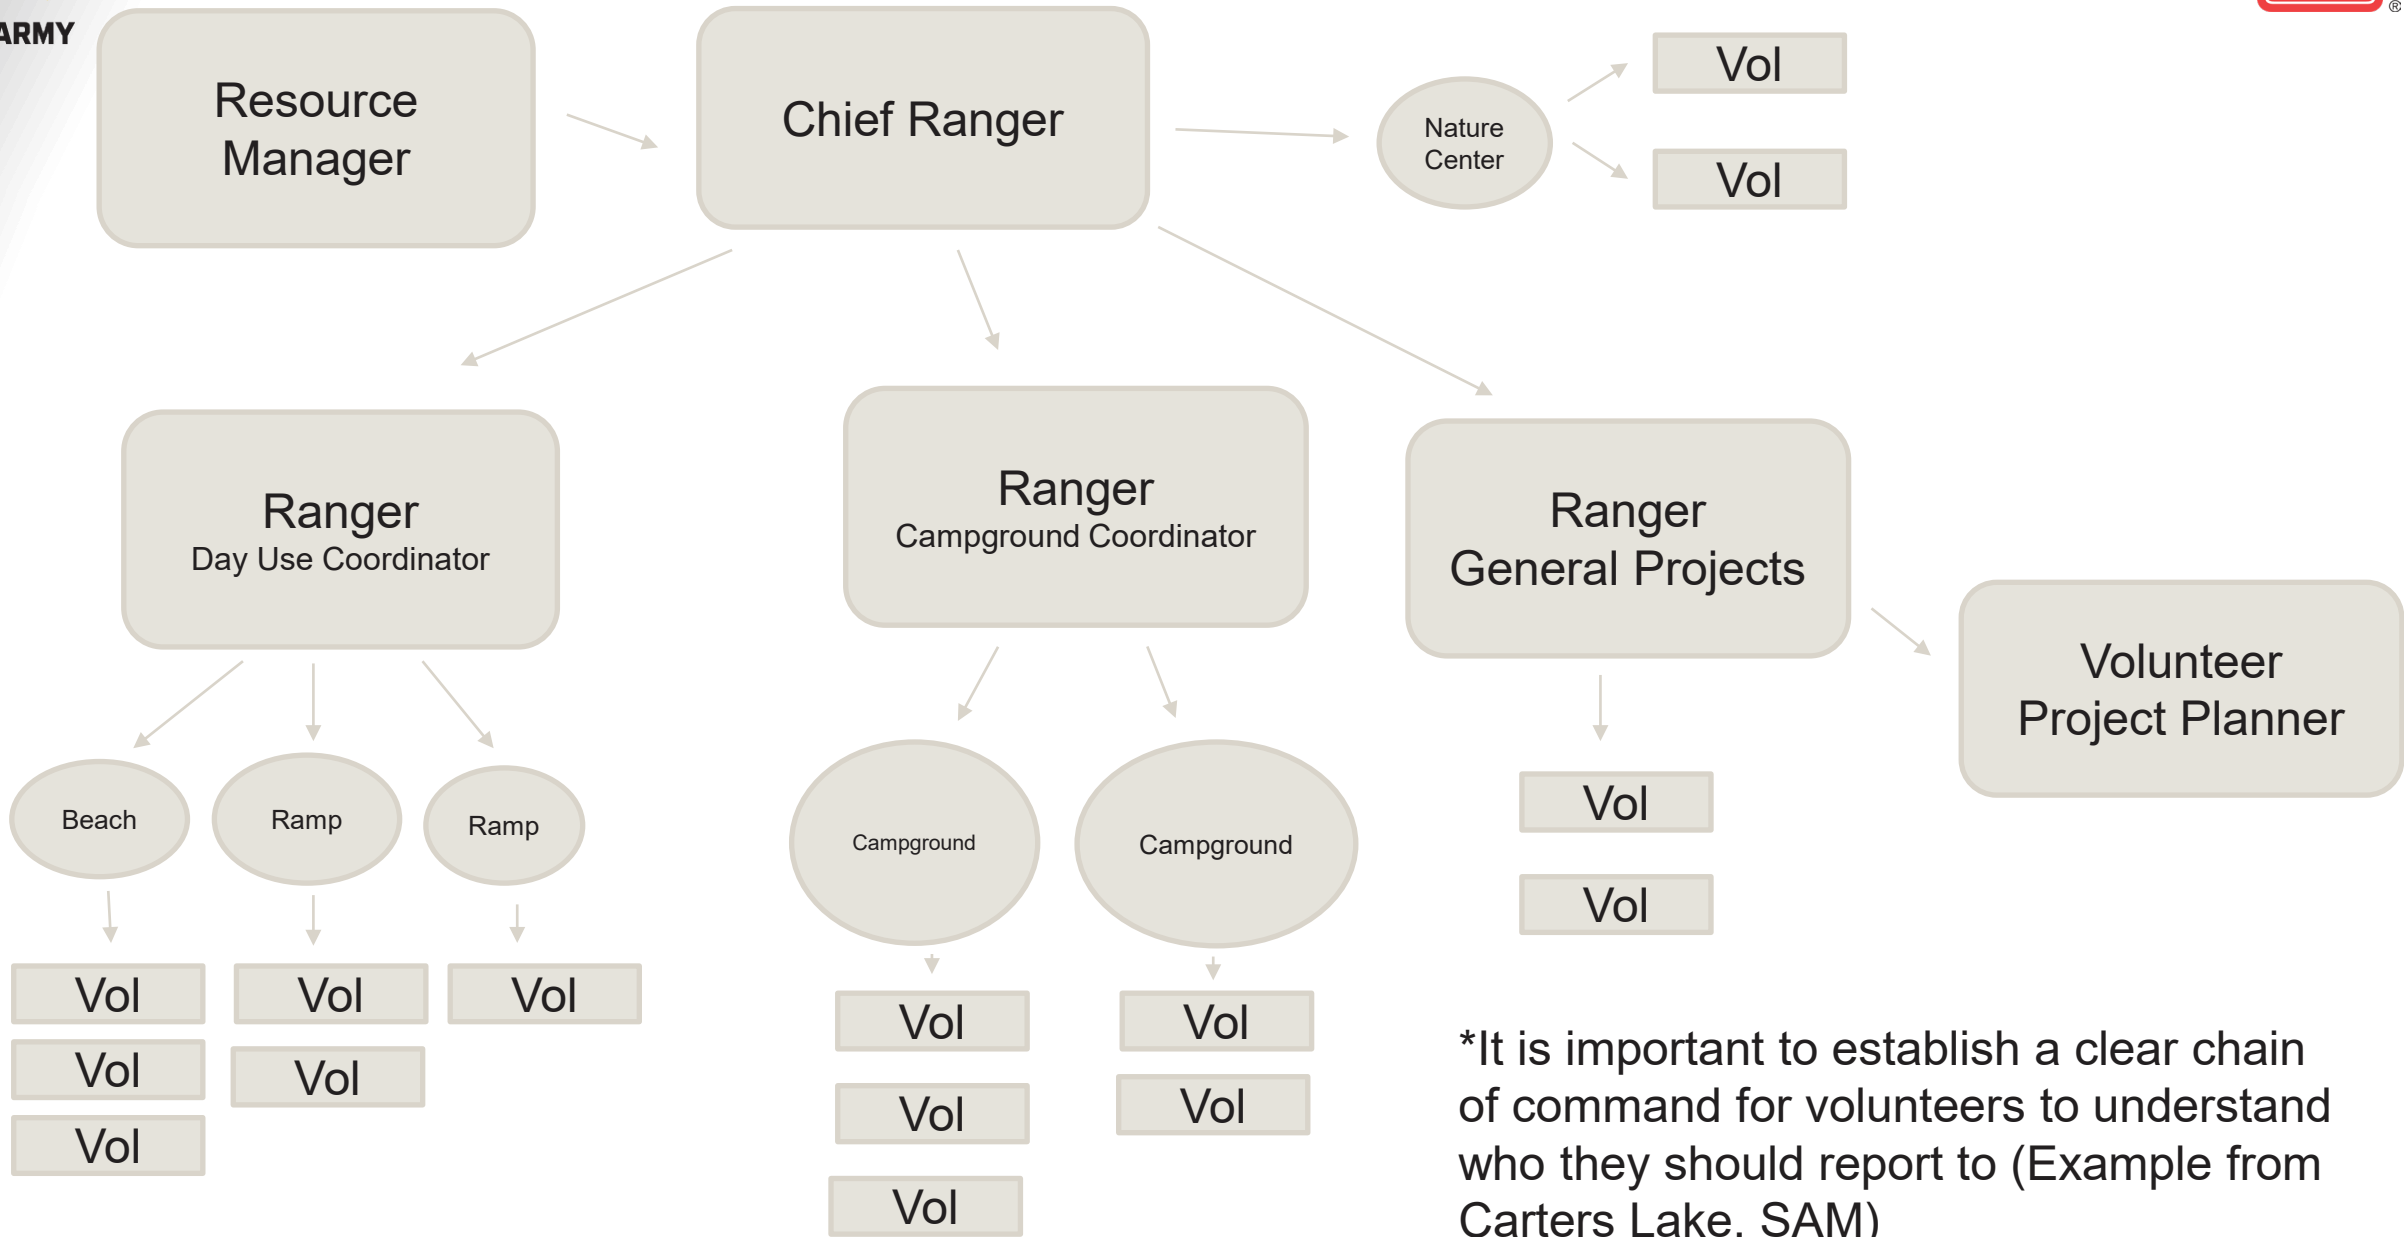 ARMY
®
Resource
Manager
Chief Ranger
Nature
Center
Vol
Vol
Ranger
Day Use Coordinator
Ranger
Campground Coordinator
Ranger
General Projects
Volunteer
Project Planner
Beach
Ramp
Ramp
Campground
Campground
Vol
Vol
Vol
Vol
Vol
Vol
Vol
Vol
Vol
Vol
Vol
Vol
Vol
*It is important to establish a clear chain
of command for volunteers to understand
who they should report to (Example from
Carters Lake, SAM)